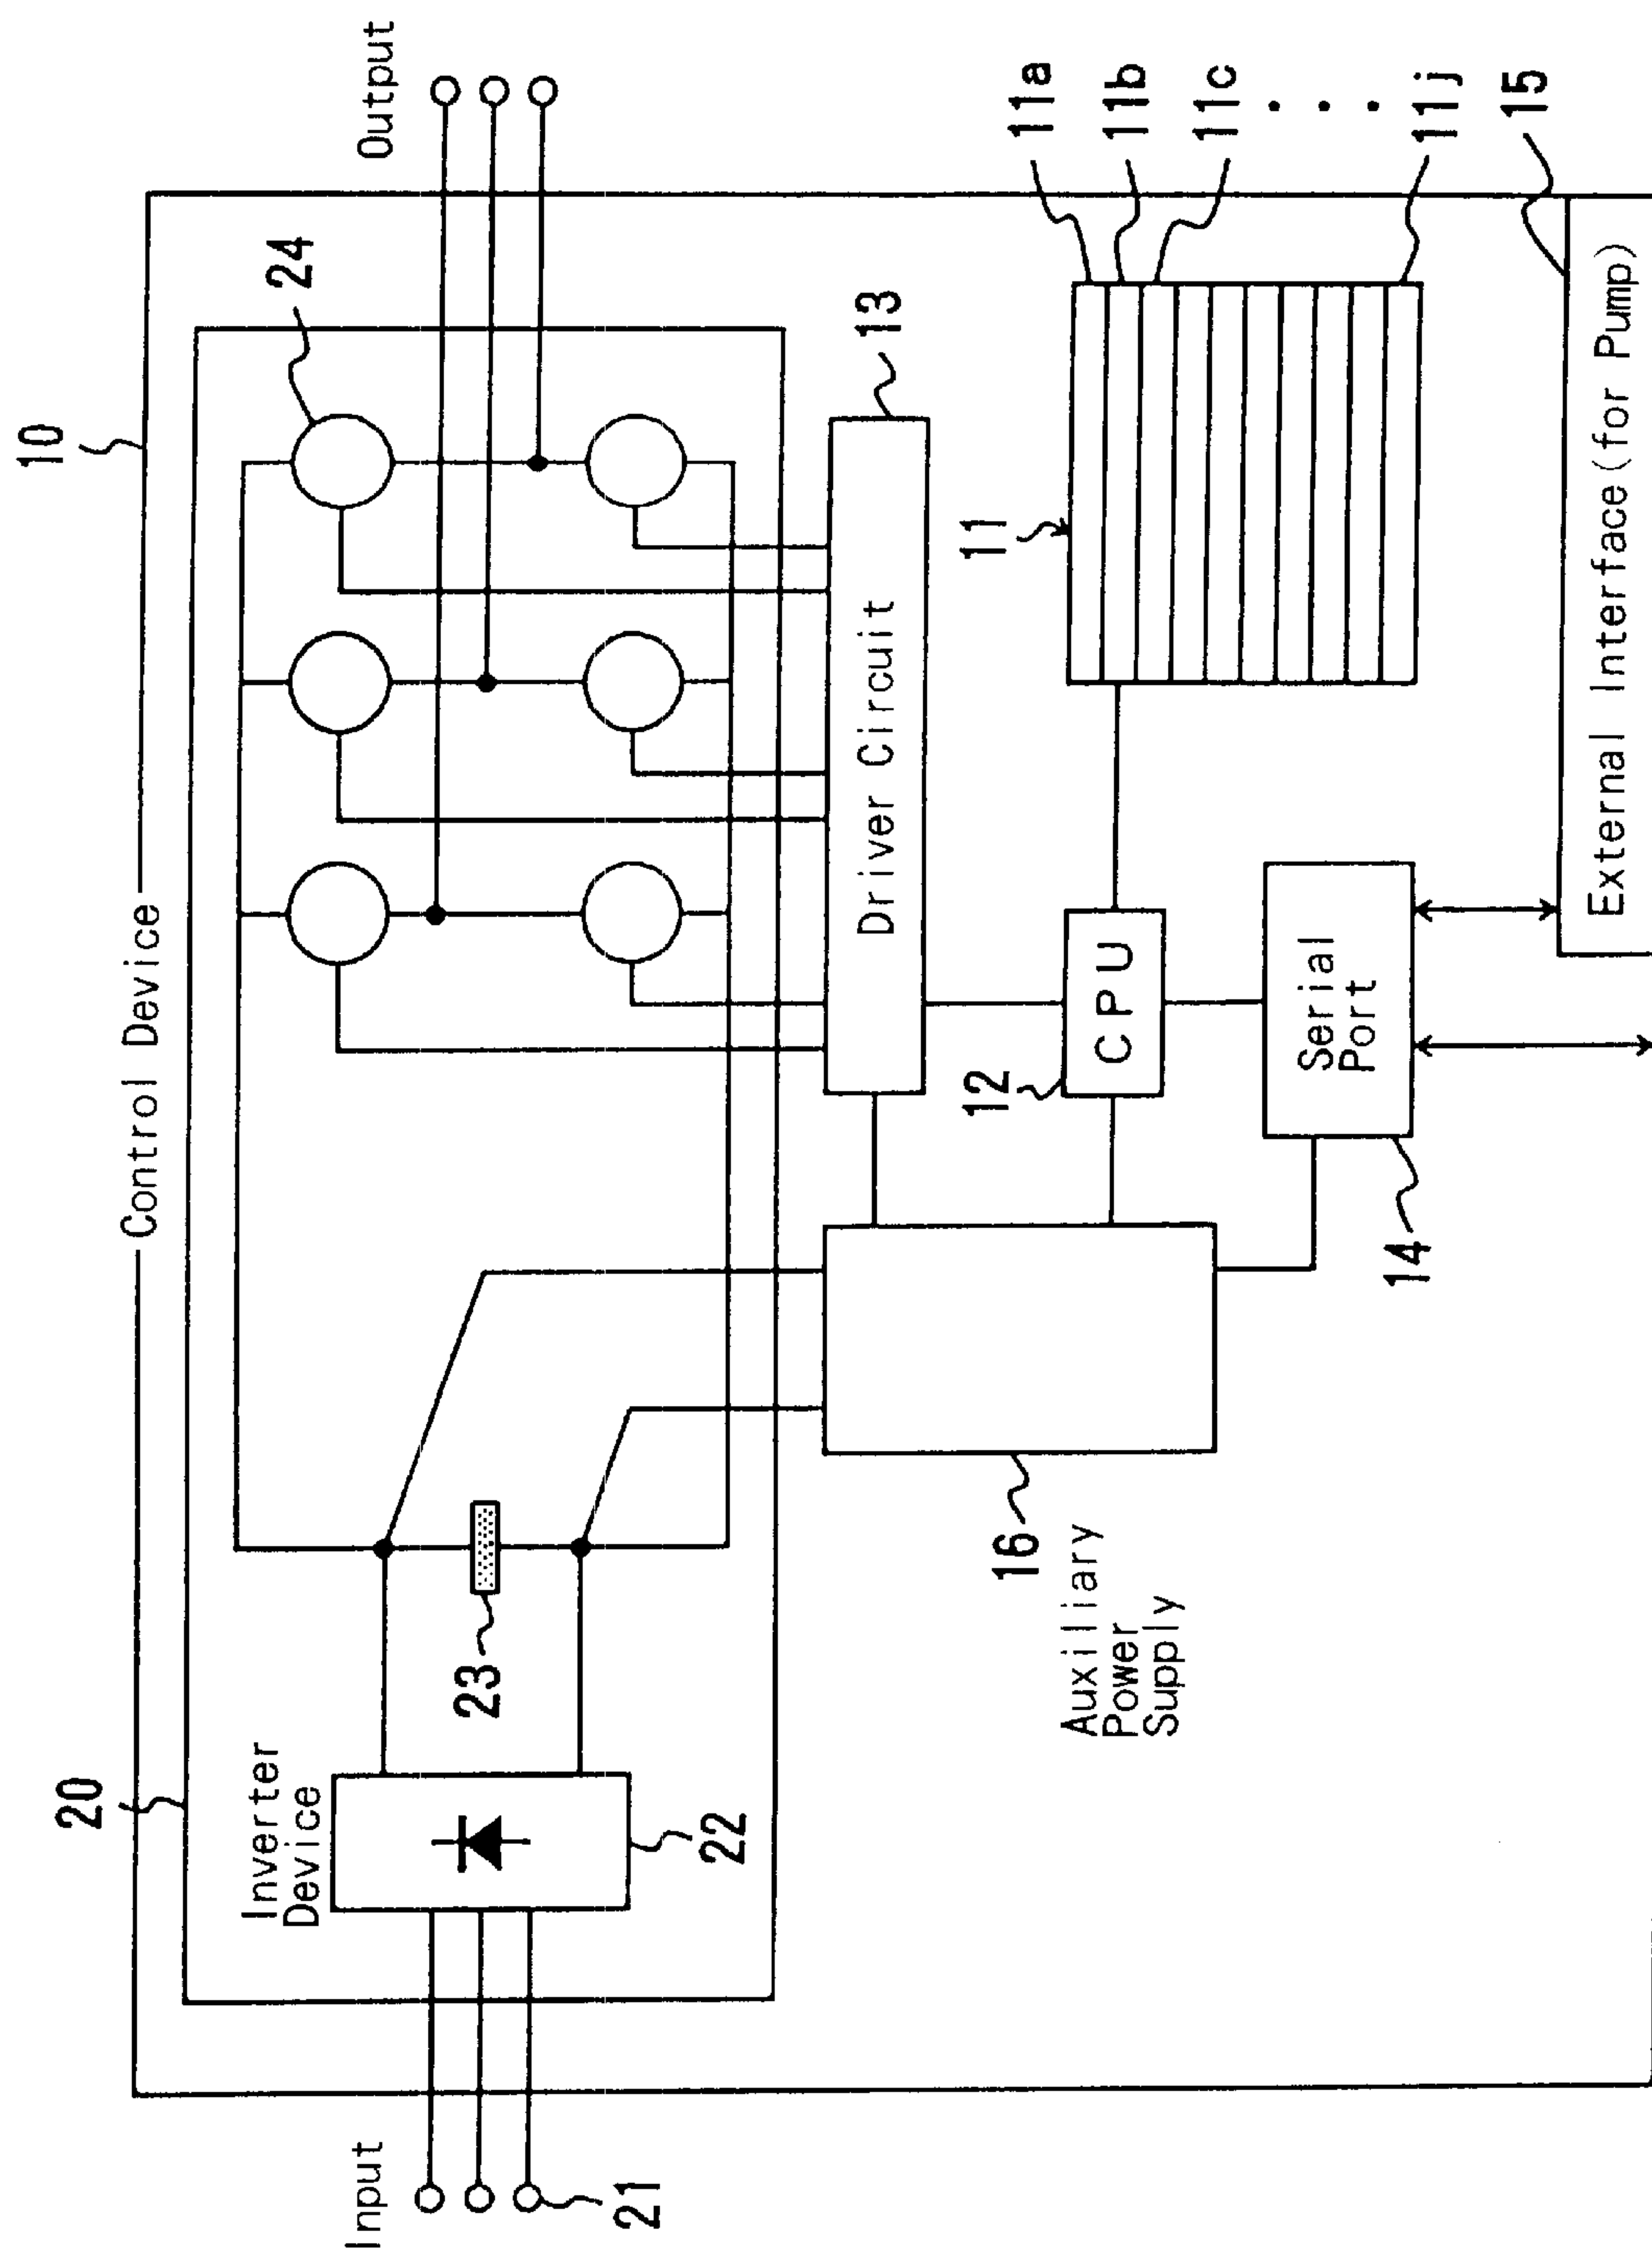 10
Control Device
20
Inverter
Device
24
Output
Input
21
22
23
13
Driver Circuit
11
11a
11b
11c
11j
12
CPU
16
Auxiliary
Power
Supply
14
Serial
Port
15
External Interface(for Pump)